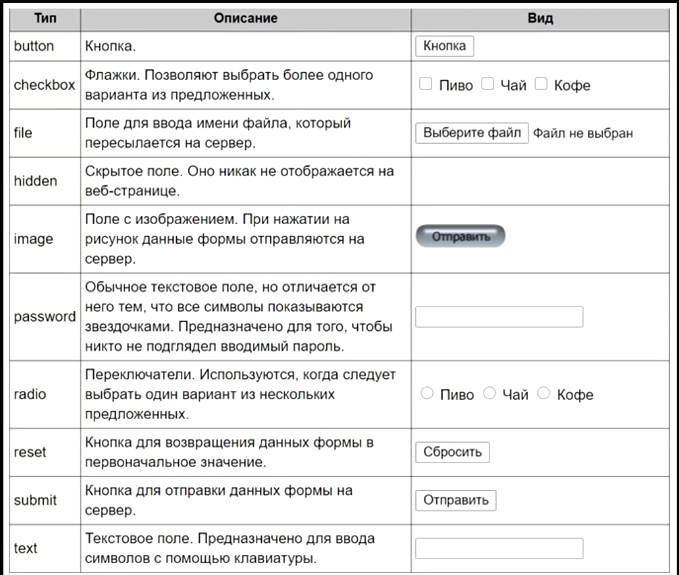 Тип Описание Вид
button Кнопка. Кнопка
checkbox Флажки. Позволяют выбрать более одного
варианта из предложенных. Пиво Чай Кофе
file Поле для ввода имени файла, который
пересылается на сервер. Выберите файл Файл не выбран
hidden Скрытое поле. Оно никак не отображается на
веб-странице.
image Поле с изображением. При нажатии на
рисунок данные формы отправляются на
сервер. Отправить
password Обычное текстовое поле, но отличается от
него тем, что все символы показываются
звездочками. Предназначено для того, чтобы
никто не подглядел вводимый пароль.
radio Переключатели. Используются, когда следует
выбрать один вариант из нескольких
предложенных. Пиво Чай Кофе
reset Кнопка для возвращения данных формы в
первоначальное значение. Сбросить
submit Кнопка для отправки данных формы на
сервер. Отправить
text Текстовое поле. Предназначено для ввода
символов с помощью клавиатуры.